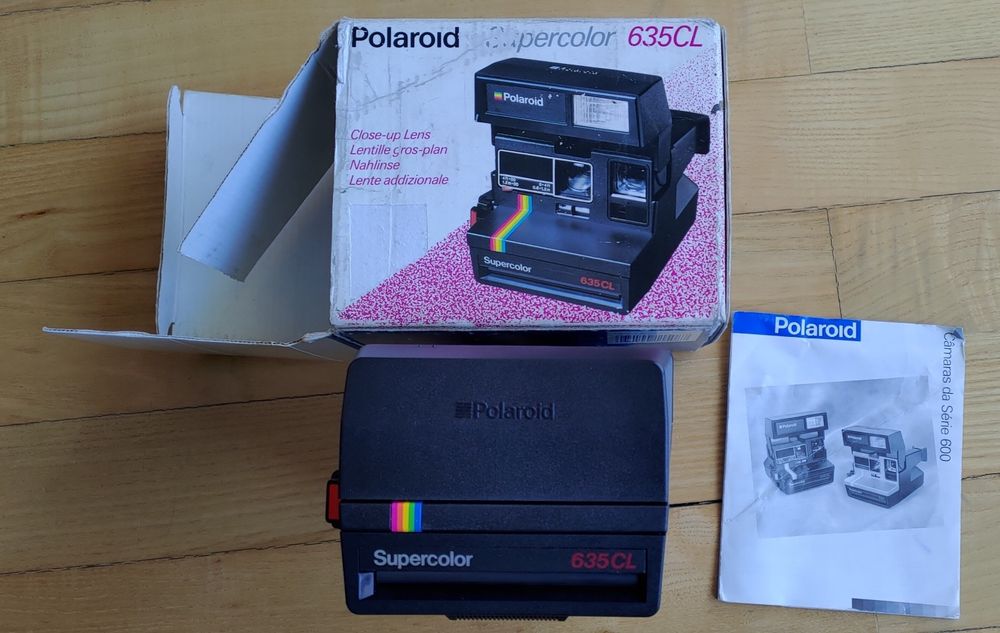 Polaroid Supercolor 635CL
Close-up Lens
Lentille gros-plan
Nahlinse
Lente addizionale
Polaroid
Supercolor
635CL
Polaroid
Supercolor 635CL
Polaroid
Câmaras da Série 600